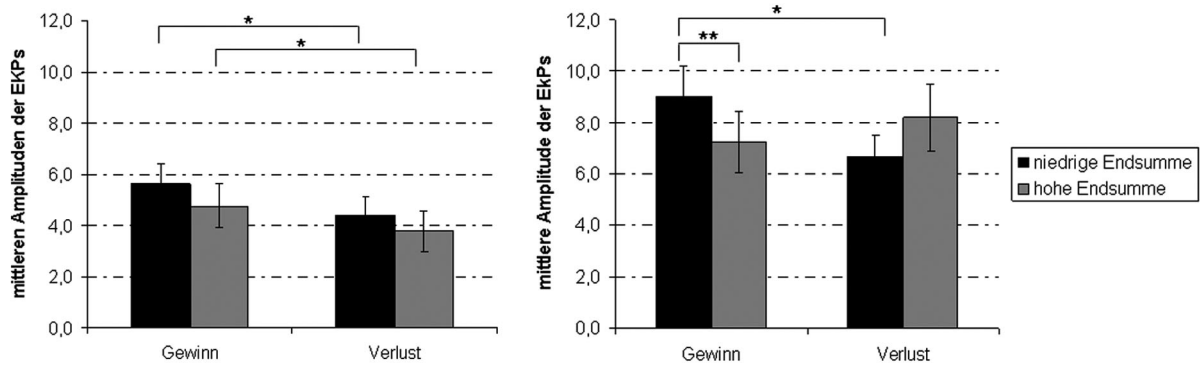 mittleren Amplituden der EKPs
12,0
10,0
8,0
6,0
4,0
2,0
0,0
*
*
Gewinn
Verlust
mittlere Amplitude der EKPs
12,0
10,0
8,0
6,0
4,0
2,0
0,0
*
**
Gewinn
Verlust
niedrige Endsumme
hohe Endsumme